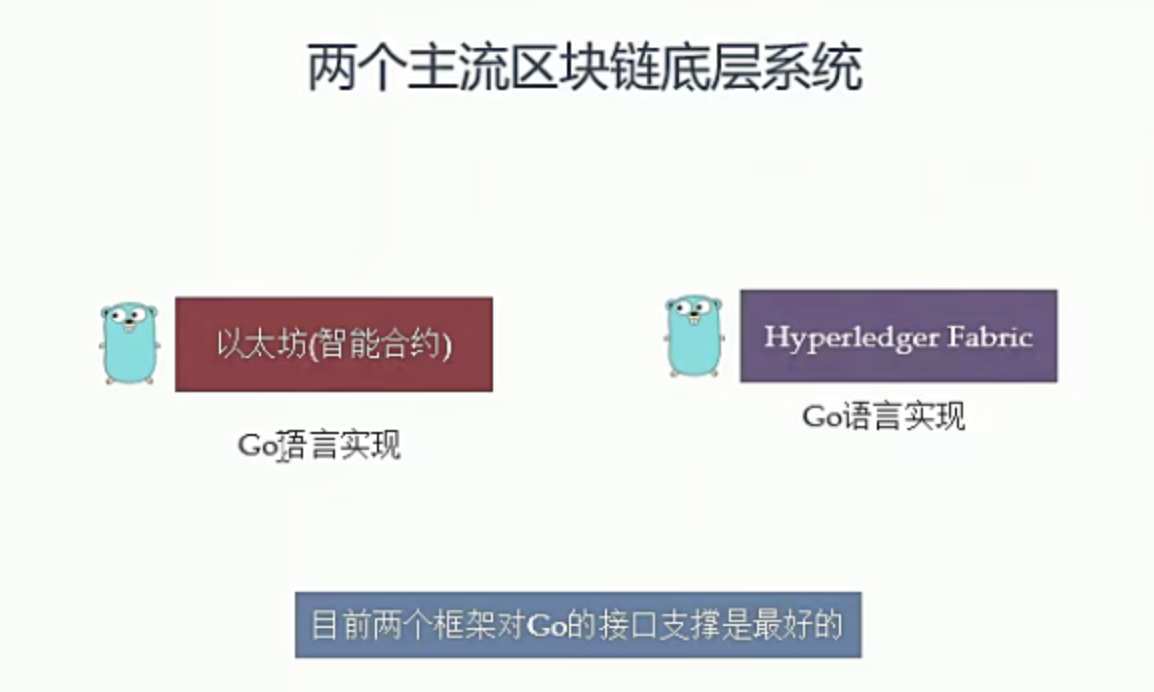 两个主流区块链底层系统
以太坊(智能合约)
Go语言实现
Hyperledger Fabric
Go语言实现
目前两个框架对Go的接口支撑是最好的